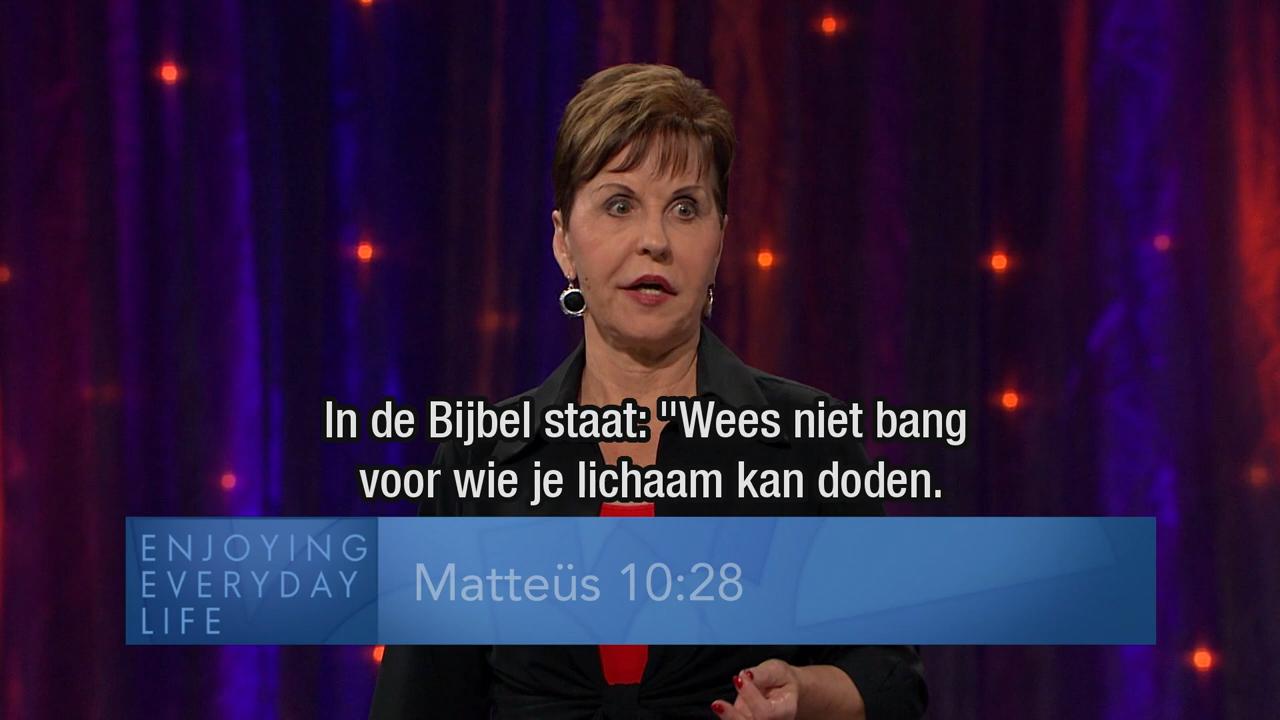 In de Bijbel staat: "Wees niet bang
voor wie je lichaam kan doden.
ENJOYING
EVERYDAY
LIFE
Matteüs 10:28